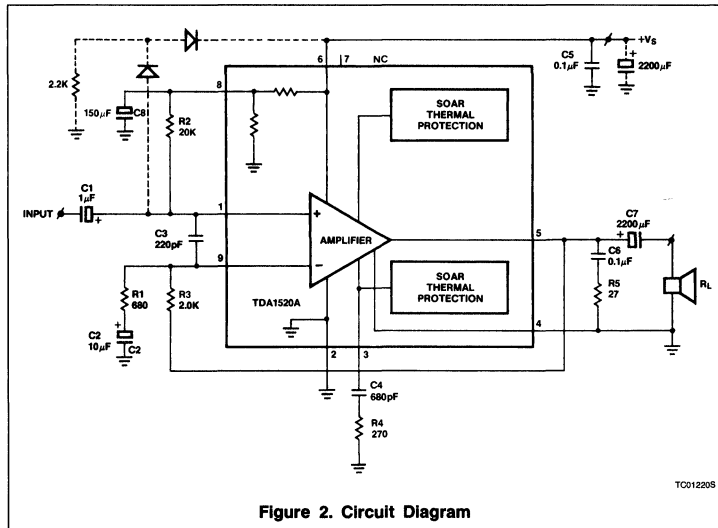 6
7
NC
+VS
C5
0.1µF
+
2200µF
2.2K
8
150µF
C8
R2
20K
SOAR
THERMAL
PROTECTION
C1
1µF
INPUT
+
1
+
AMPLIFIER
5
C7
2200µF
+
C3
220pF
C6
0.1µF
9
−
SOAR
THERMAL
PROTECTION
R1
680
R3
2.0K
TDA1520A
R5
27
RL
+
C2
10µF
C2
4
2
3
C4
680pF
R4
270
TC01220S
Figure 2. Circuit Diagram